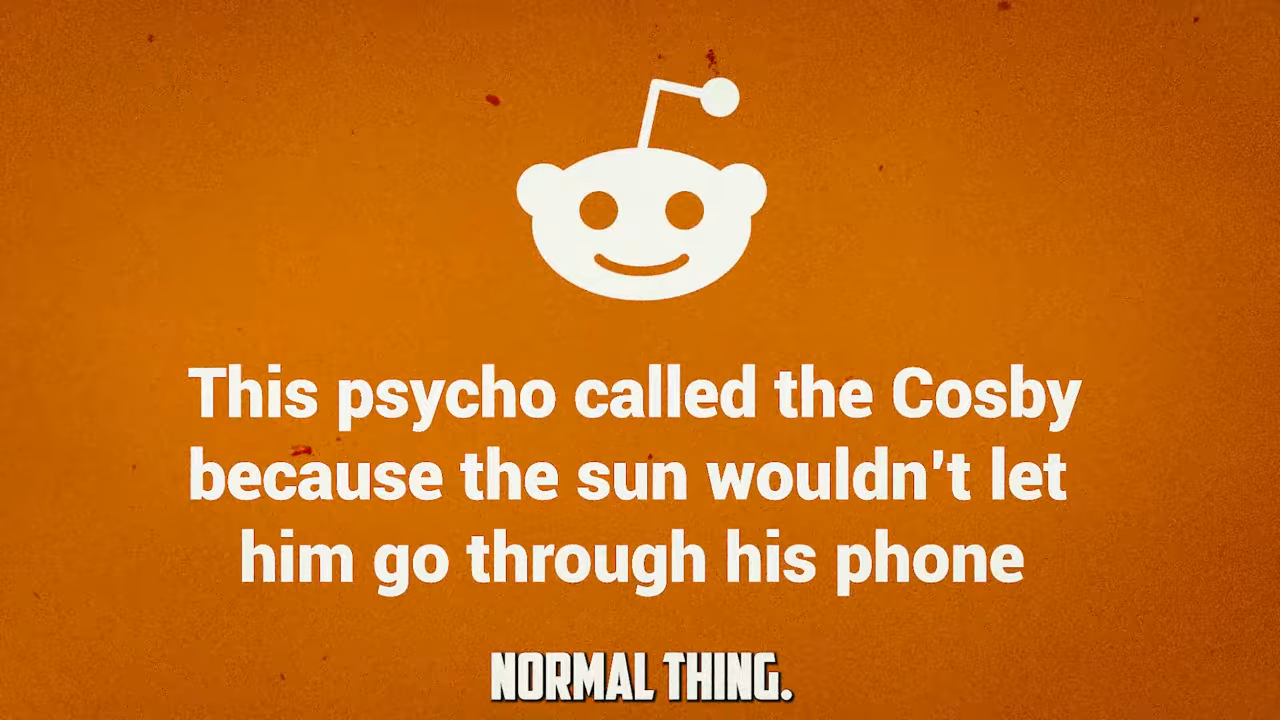 This psycho called the Cosby
because the sun wouldn't let
him go through his phone
NORMAL THING.